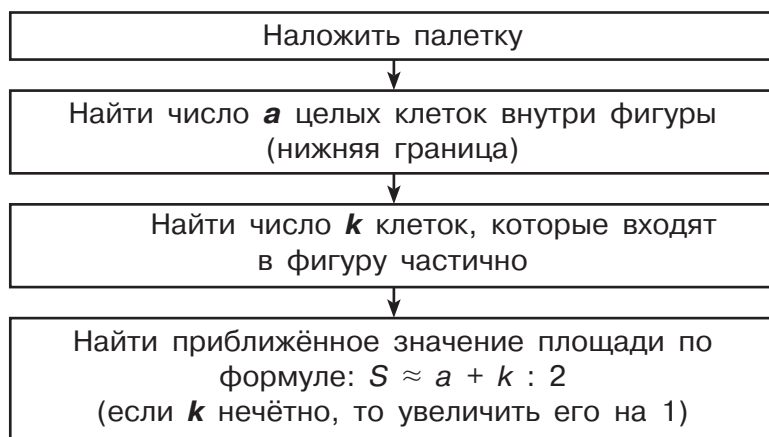 Наложить палетку
Найти число a целых клеток внутри фигуры
(нижняя граница)
Найти число k клеток, которые входят
в фигуру частично
Найти приближённое значение площади по
формуле: S ≈ a + k : 2
(если k нечётно, то увеличить его на 1)